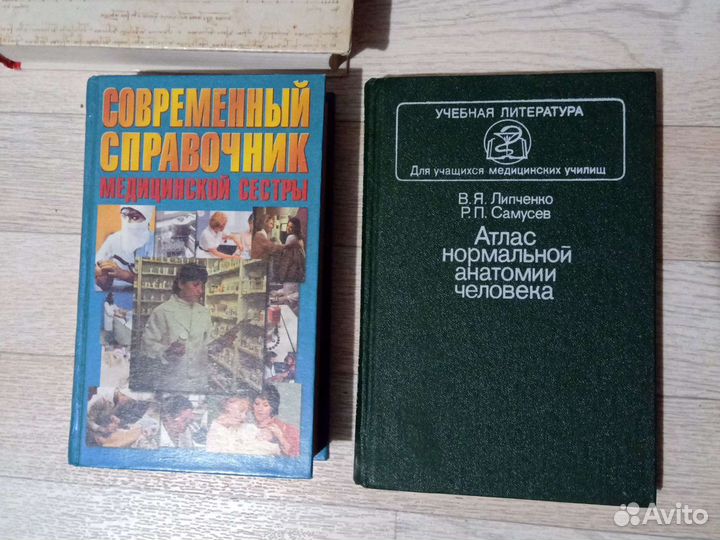 СОВРЕМЕННЫЙ
СПРАВОЧНИК
МЕДИЦИНСКОЙ СЕСТРЫ
УЧЕБНАЯ ЛИТЕРАТУРА
Для учащихся медицинских училищ
В. Я. Липченко
Р. П. Самусев
Атлас
нормальной
анатомии
человека
Avito